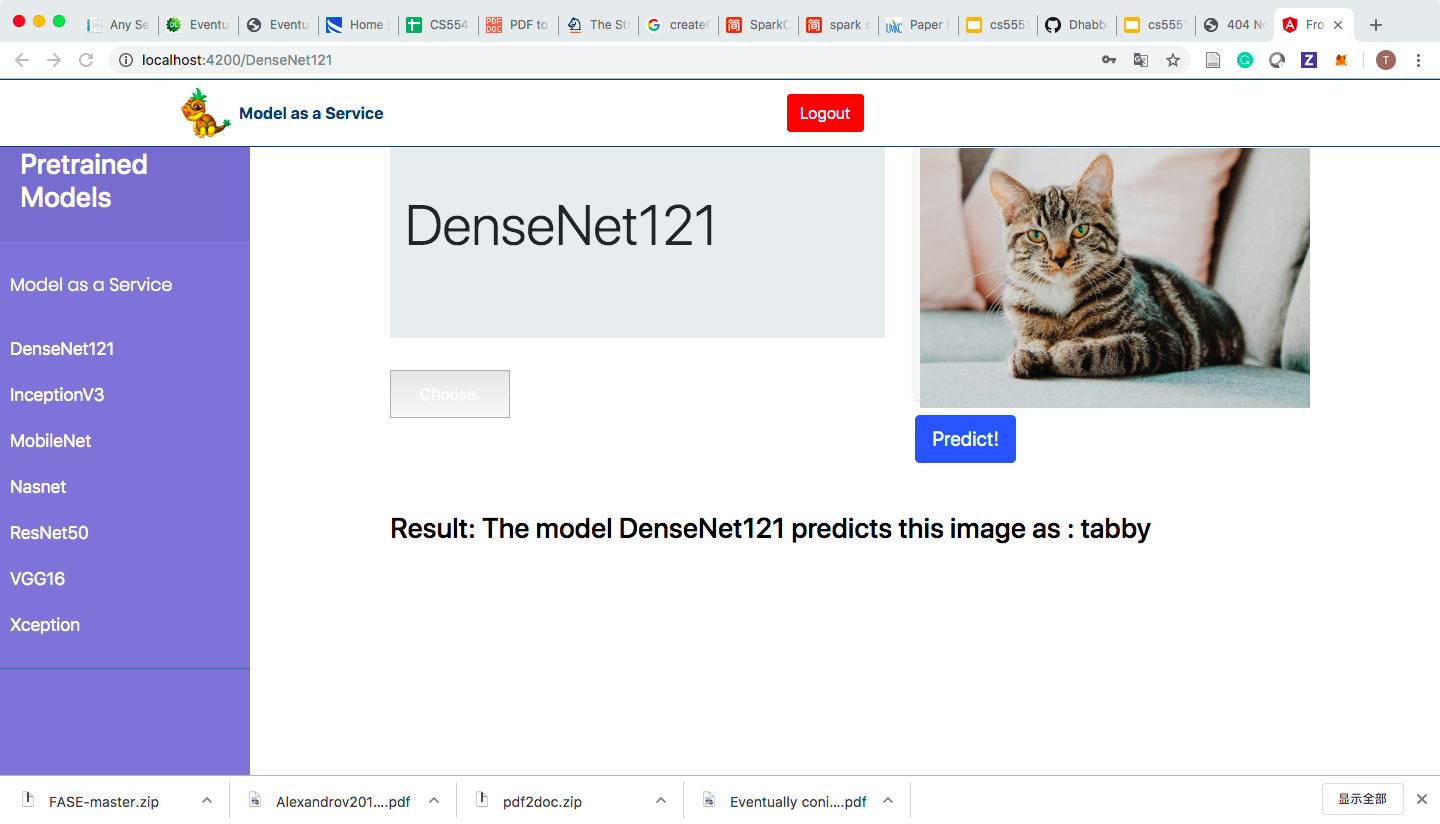 Any Se
Eventu
Eventu
Home
CS554
PDF to
The Str
createC
SparkC
spark s
Paper
cs555
Dhabb
cs555
404 No
Fro
localhost:4200/DenseNet121
T
Model as a Service
Logout
Pretrained
Models
Model as a Service
DenseNet121
InceptionV3
MobileNet
Nasnet
ResNet50
VGG16
Xception
DenseNet121
Choose.
Predict!
Result: The model DenseNet121 predicts this image as : tabby
FASE-master.zip
Alexandrov201....pdf
pdf2doc.zip
Eventually coni....pdf
显示全部